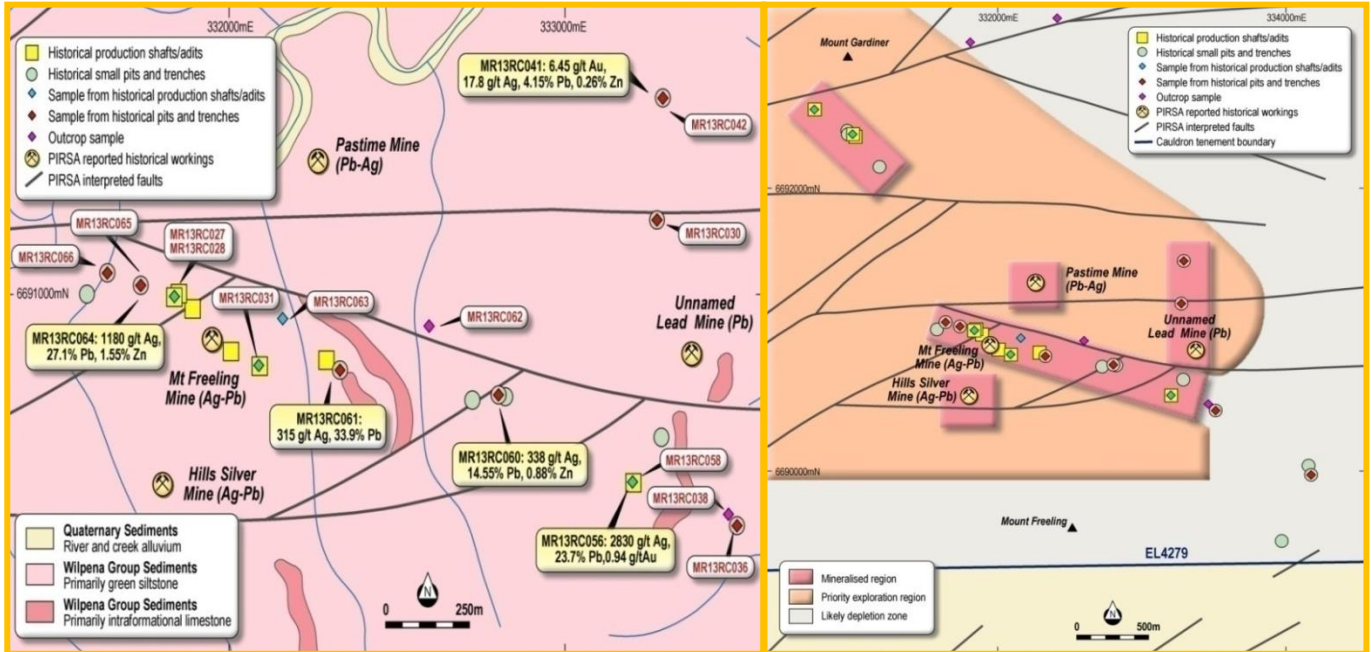 332000mE
333000mE
Historical production shafts/adits
Historical small pits and trenches
Sample from historical production shafts/adits
Sample from historical pits and trenches
Outcrop sample
PIRSA reported historical workings
PIRSA interpreted faults
MR13RC041: 6.45 g/t Au,
17.8 g/t Ag, 4.15% Pb, 0.26% Zn
MR13RC042
Pastime Mine
(Pb-Ag)
MR13RC065
MR13RC027
MR13RC028
MR13RC030
MR13RC066
6691000mN
MR13RC031
MR13RC063
MR13RC062
Unnamed
Lead Mine (Pb)
MR13RC064: 1180 g/t Ag,
27.1% Pb, 1.55% Zn
Mt Freeling
Mine (Ag-Pb)
MR13RC061:
315 g/t Ag, 33.9% Pb
MR13RC060: 338 g/t Ag,
14.55% Pb, 0.88% Zn
MR13RC058
Hills Silver
Mine (Ag-Pb)
MR13RC038
MR13RC056: 2830 g/t Ag,
23.7% Pb,0.94 g/tAu
MR13RC036
Quaternary Sediments
River and creek alluvium
Wilpena Group Sediments
Primarily green siltstone
Wilpena Group Sediments
Primarily intraformational limestone
N
0
250m
332000mE
334000mE
Mount Gardiner
Historical production shafts/adits
Historical small pits and trenches
Sample from historical production shafts/adits
Sample from historical pits and trenches
Outcrop sample
PIRSA reported historical workings
PIRSA interpreted faults
Cauldron tenement boundary
6692000mN
Pastime Mine
(Pb-Ag)
Unnamed
Lead Mine (Pb)
Mt Freeling
Mine (Ag-Pb)
Hills Silver
Mine (Ag-Pb)
6690000mN
Mount Freeling
EL4279
Mineralised region
Priority exploration region
Likely depletion zone
N
0
500m